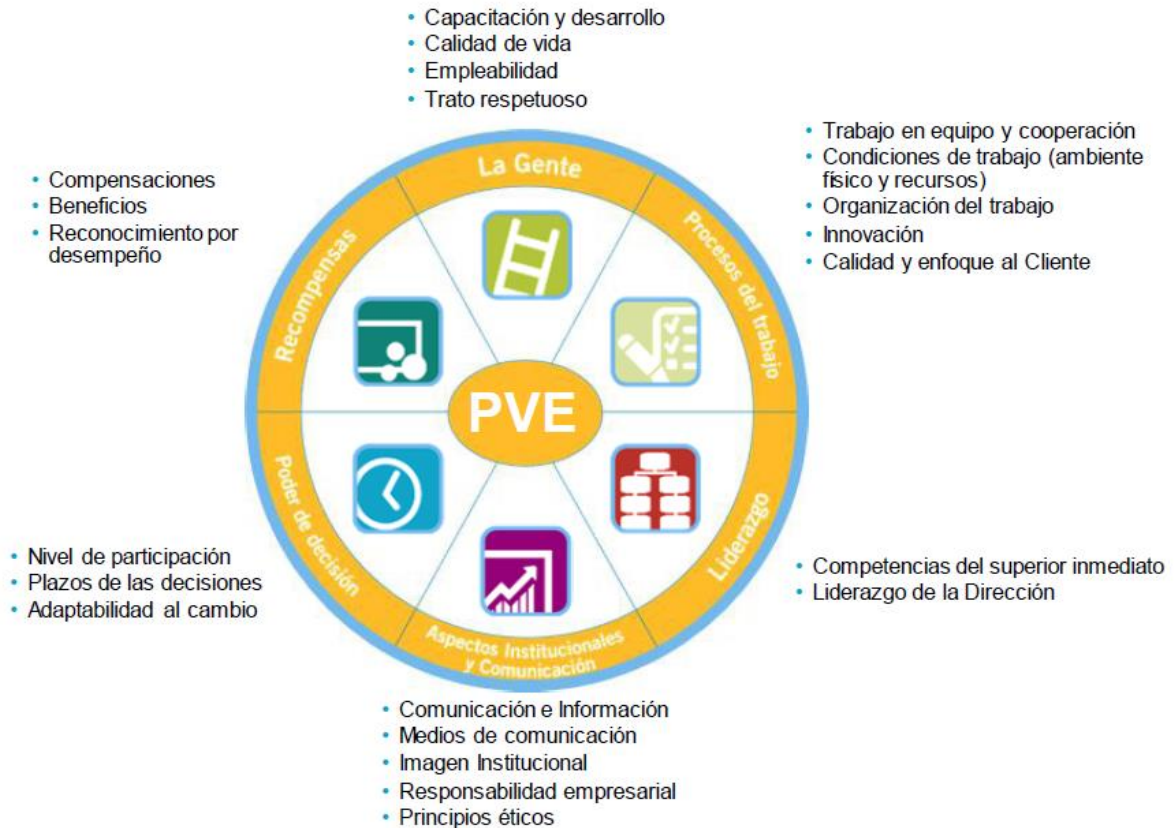 • Capacitación y desarrollo
• Calidad de vida
• Empleabilidad
• Trato respetuoso
• Trabajo en equipo y cooperación
• Condiciones de trabajo (ambiente
físico y recursos)
• Organización del trabajo
• Innovación
• Calidad y enfoque al Cliente
• Compensaciones
• Beneficios
• Reconocimiento por
desempeño
La Gente
Procesos del trabajo
Recompensas
PVE
Poder de decisión
Liderazgo
Aspectos Institucionales
y Comunicación
• Nivel de participación
• Plazos de las decisiones
• Adaptabilidad al cambio
• Competencias del superior inmediato
• Liderazgo de la Dirección
• Comunicación e Información
• Medios de comunicación
• Imagen Institucional
• Responsabilidad empresarial
• Principios éticos